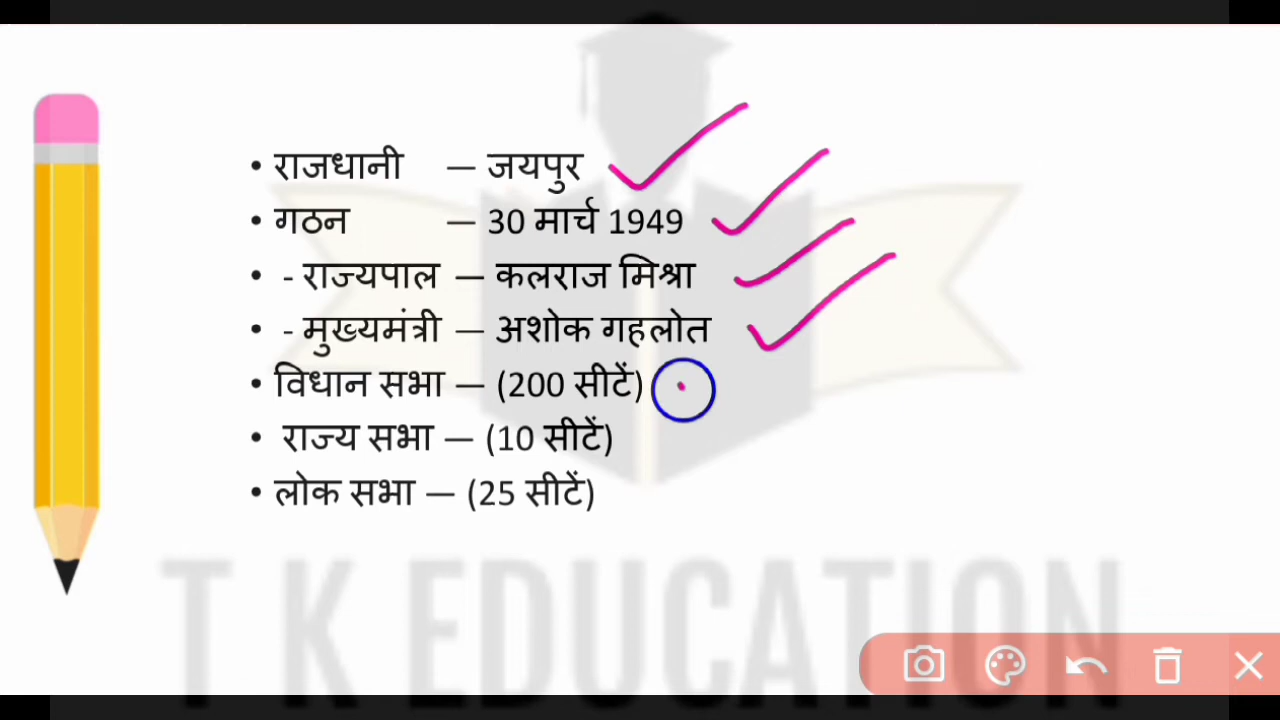 • राजधानी — जयपुर
• गठन — 30 मार्च 1949
• - राज्यपाल — कलराज मिश्रा
• - मुख्यमंत्री — अशोक गहलोत
• विधान सभा — (200 सीटें)
• राज्य सभा — (10 सीटें)
• लोक सभा — (25 सीटें)
T K EDUCATION